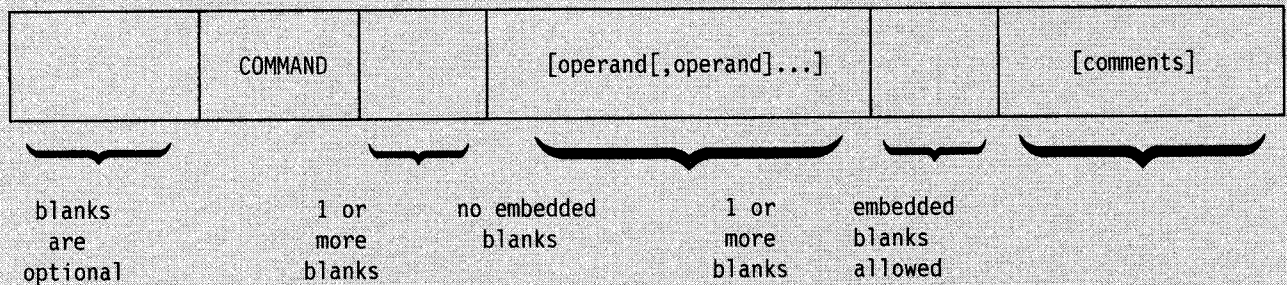 COMMAND [operand[,operand]...] [comments]
blanks 1 or no embedded 1 or embedded
are more blanks more blanks
optional blanks blanks allowed